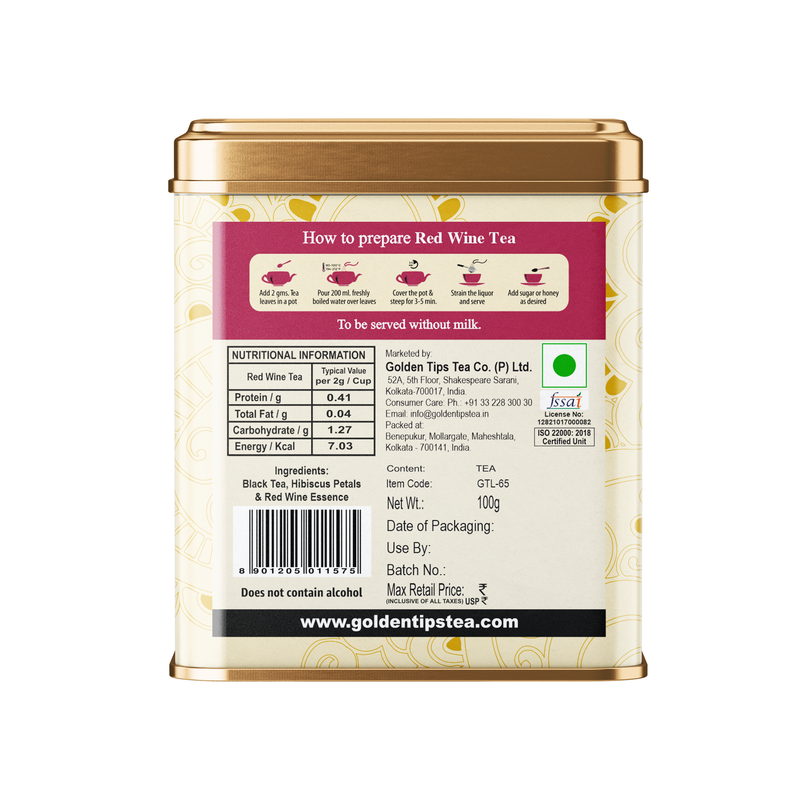 How to prepare Red Wine Tea
Add 2 gms. Tea
leaves in a pot
Pour 200 ml. freshly
boiled water over leaves
Cover the pot &
steep for 3-5 min.
Strain the liquor
and serve
Add sugar or honey
as desired
To be served without milk.
NUTRITIONAL INFORMATION
Red Wine Tea
Typical Value
per 2g / Cup
Protein / g 0.41
Total Fat / g 0.04
Carbohydrate / g 1.27
Energy / Kcal 7.03
Ingredients:
Black Tea, Hibiscus Petals
& Red Wine Essence
8 901205 011575
Does not contain alcohol
Marketed by:
Golden Tips Tea Co. (P) Ltd.
52A, 5th Floor, Shakespeare Sarani,
Kolkata-700017, India.
Consumer Care: Ph.: +91 33 228 300 30
Email: info@goldentipstea.in
Packed at:
Benepukur, Mollargate, Maheshtala,
Kolkata - 700141, India.
fssai
License No:
12821017000082
ISO 22000: 2018
Certified Unit
Content: TEA
Item Code: GTL-65
Net Wt.: 100g
Date of Packaging:
Use By:
Batch No.:
Max Retail Price: ₹
(INCLUSIVE OF ALL TAXES) USP ₹
www.goldentipstea.com